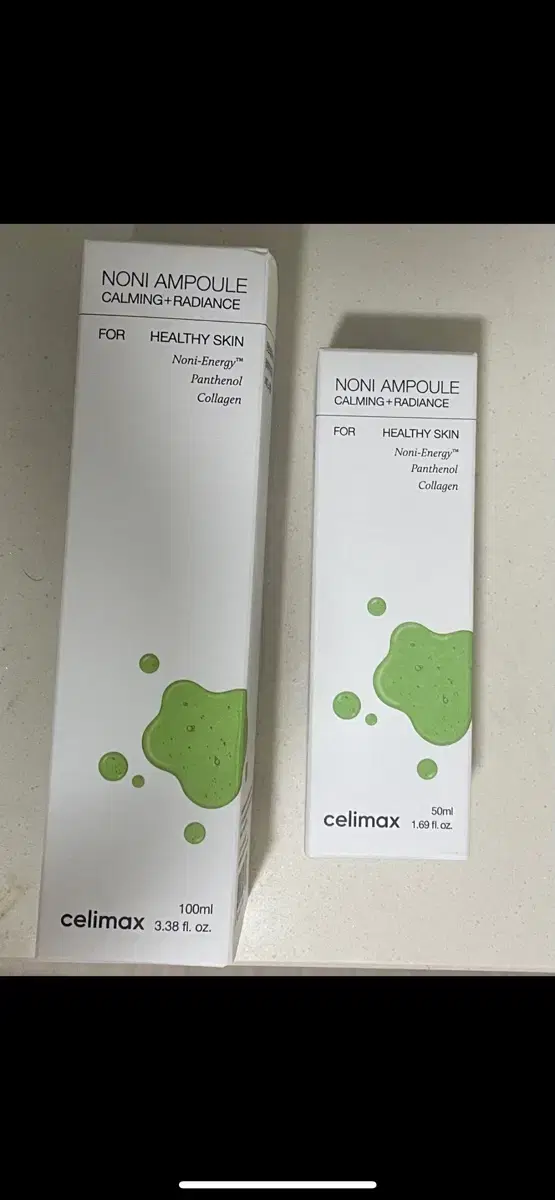 NONI AMPOULE
CALMING+RADIANCE
FOR HEALTHY SKIN
Noni-Energy™
Panthenol
Collagen
100ml
celimax 3.38 fl. oz.
NONI AMPOULE
CALMING+RADIANCE
FOR HEALTHY SKIN
Noni-Energy™
Panthenol
Collagen
50ml
celimax 1.69 fl. oz.